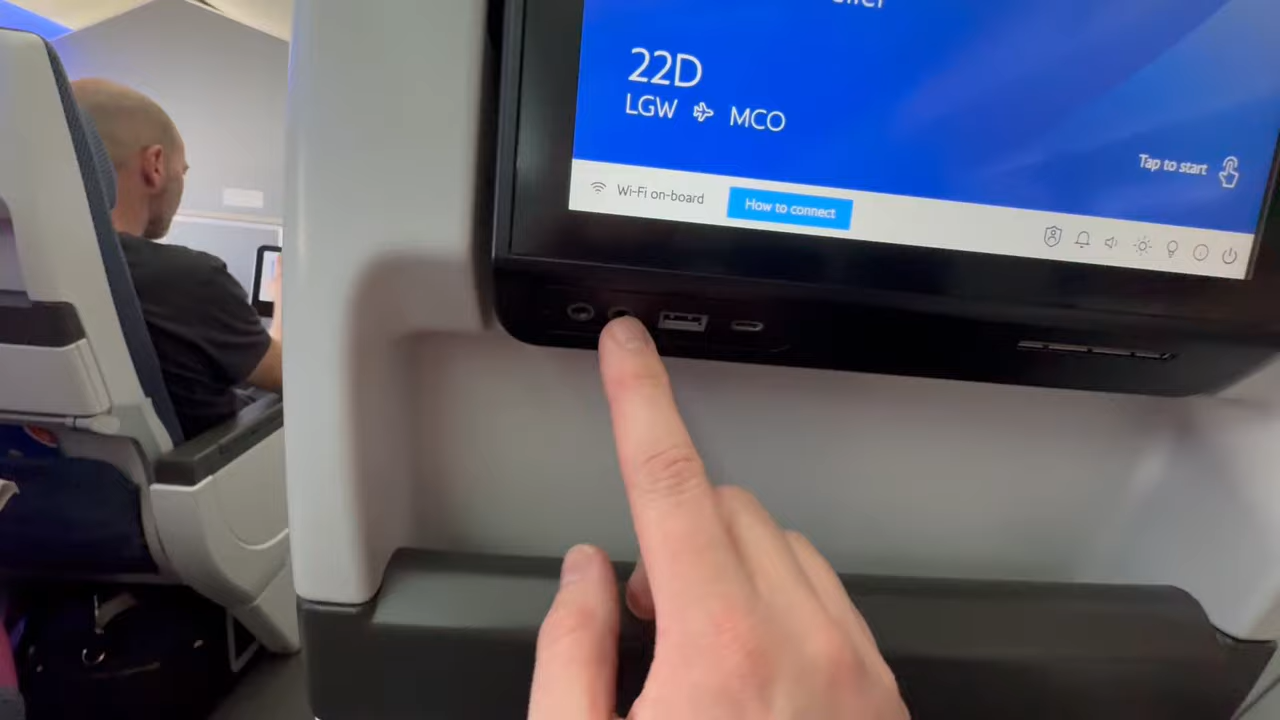 22D
LGW MCO
Tap to start
Wi-Fi on-board
How to connect